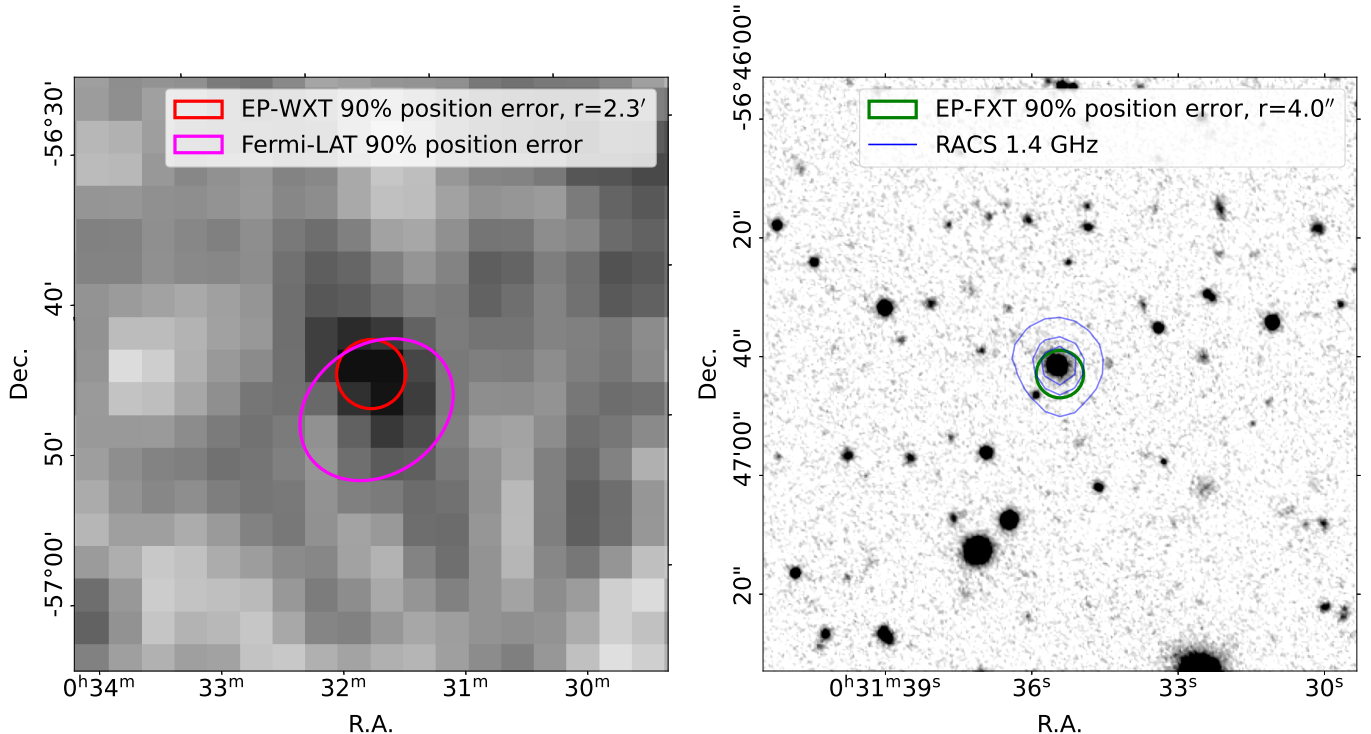 EP-WXT 90% position error, r=2.3′
Fermi-LAT 90% position error
-56°30'
40'
50'
-57°00'
Dec.
0ʰ34ᵐ 33ᵐ 32ᵐ 31ᵐ 30ᵐ
R.A.
EP-FXT 90% position error, r=4.0″
RACS 1.4 GHz
-56°46'00"
20"
40"
47'00"
20"
Dec.
0ʰ31ᵐ39ˢ 36ˢ 33ˢ 30ˢ
R.A.